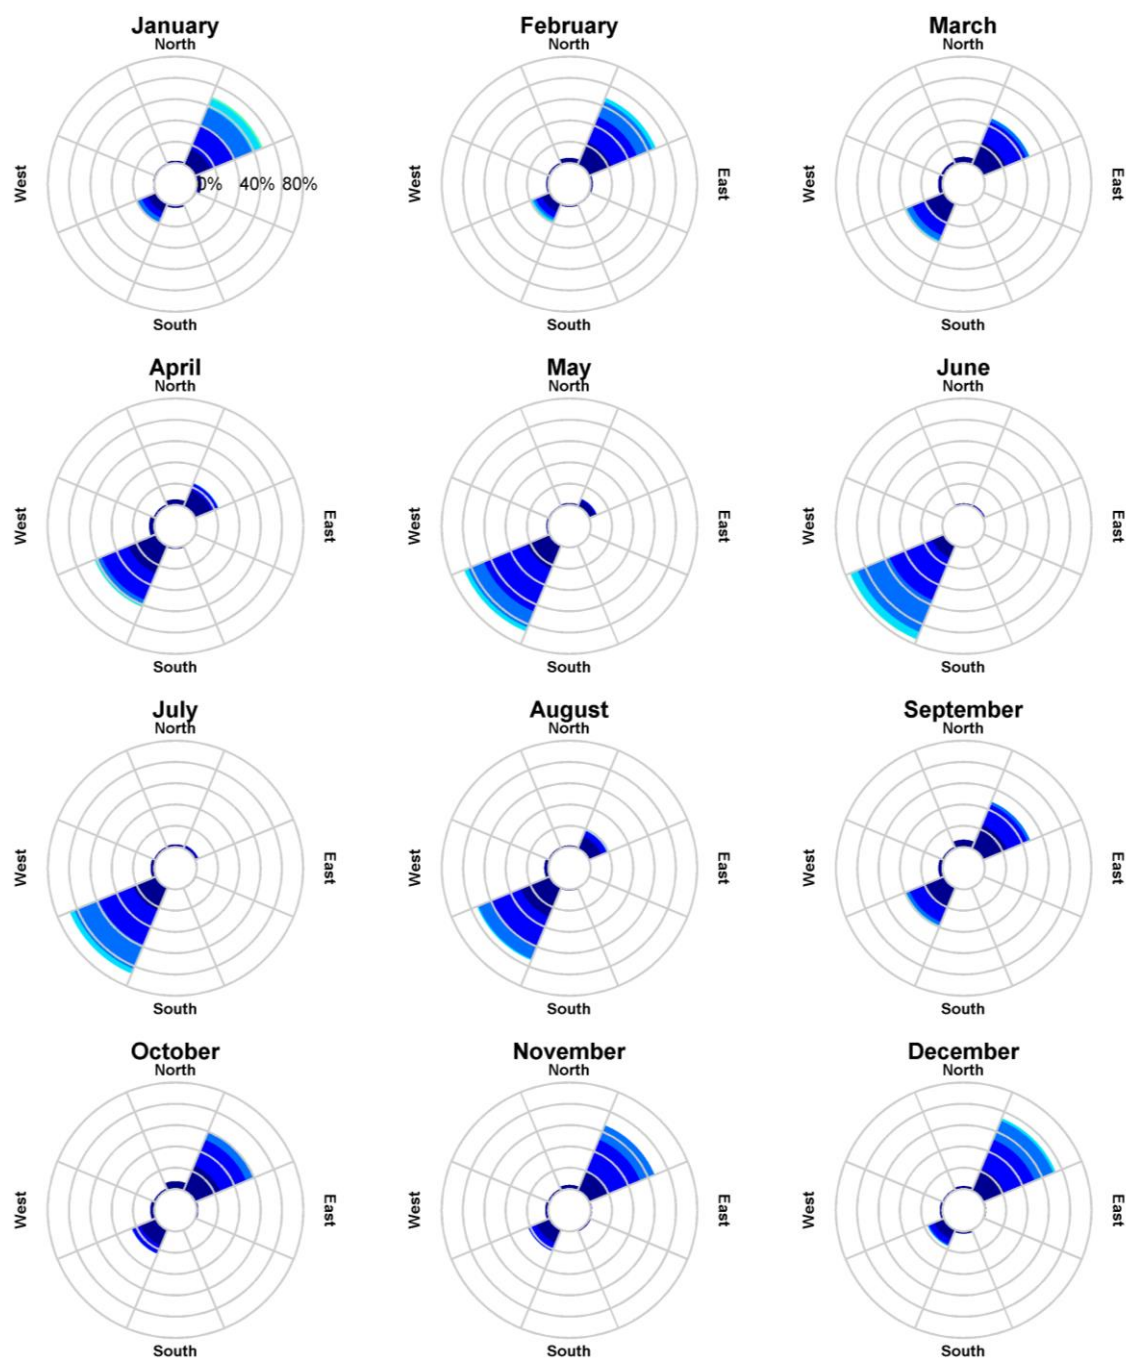 January February March
North North North
West 0% 40% 80% West East West East
South South South
April May June
North North North
West East West East West East
South South South
July August September
North North North
West East West East West East
South South South
October November December
North North North
West East West East West East
South South South